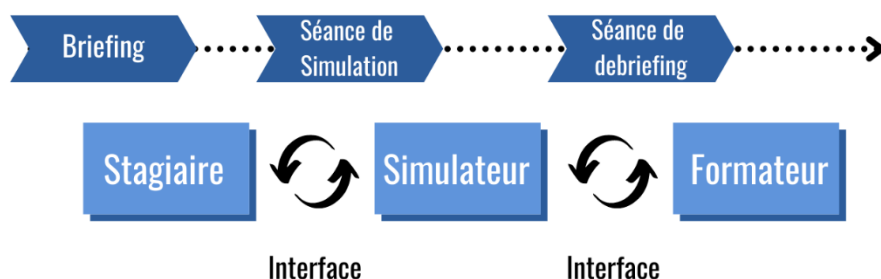 Briefing
Séance de
Simulation
Séance de
debriefing
Stagiaire
Simulateur
Formateur
Interface
Interface